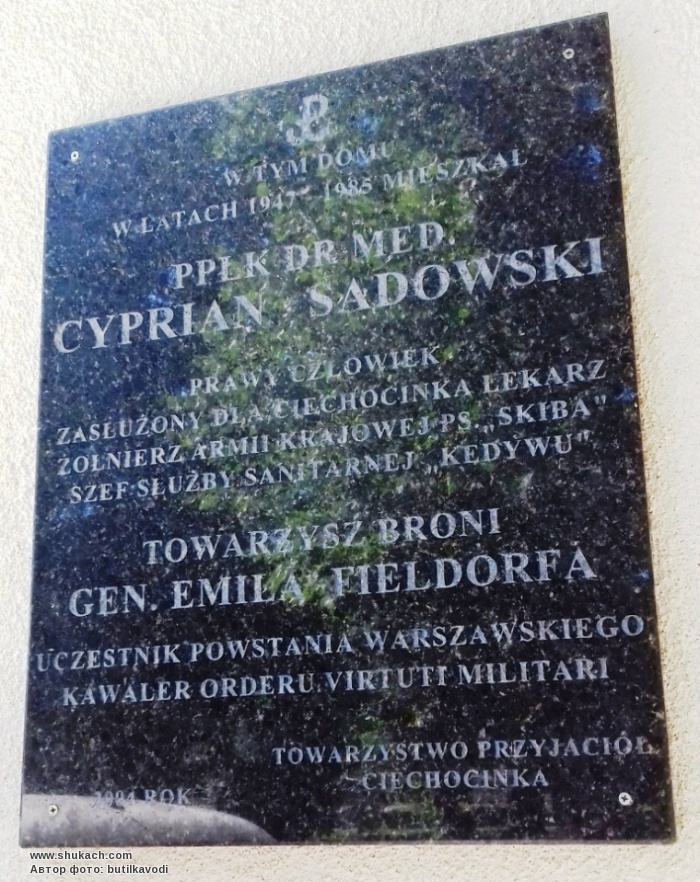 W TYM DOMU
W LATACH 1947 - 1985 MIESZKAŁ
PPŁK DR MED.
CYPRIAN SADOWSKI
PRAWY CZŁOWIEK
ZASŁUŻONY DLA CIECHOCINKA LEKARZ
ŻOŁNIERZ ARMII KRAJOWEJ PS. „SKIBA"
SZEF SŁUŻBY SANITARNEJ „KEDYWU"
TOWARZYSZ BRONI
GEN. EMILA FIELDORFA
UCZESTNIK POWSTANIA WARSZAWSKIEGO
KAWALER ORDERU VIRTUTI MILITARI
TOWARZYSTWO PRZYJACIÓŁ
CIECHOCINKA
ROK
www.shukach.com
Автор фото: butilkavodi